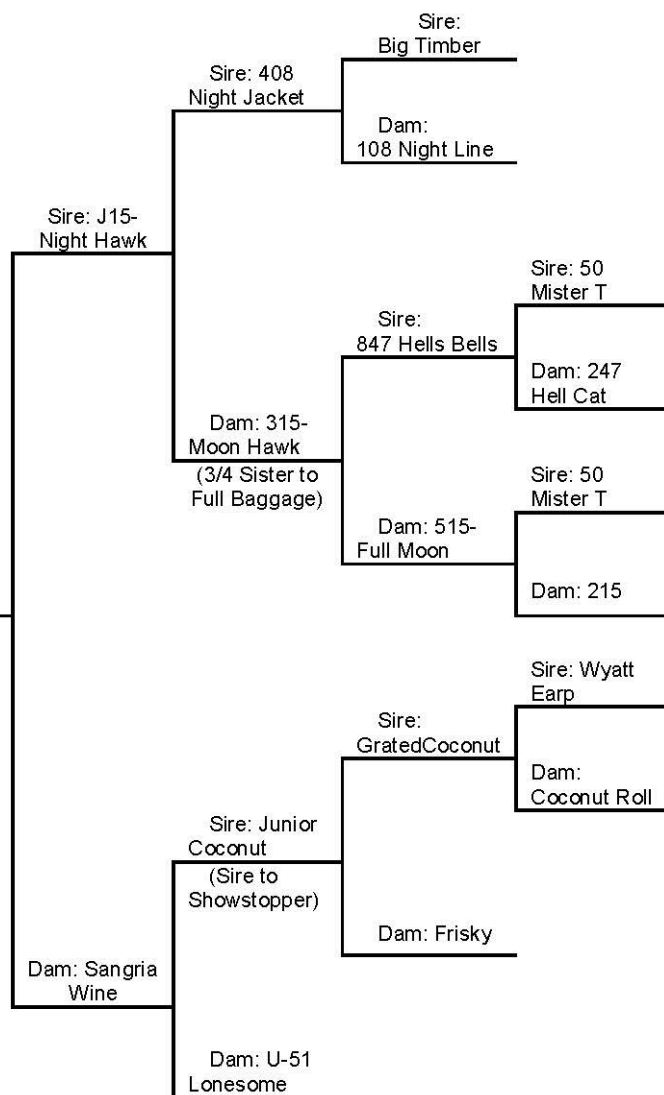 Sire:
Big Timber
Sire: 408
Night Jacket
Dam:
108 Night Line
Sire: J15-
Night Hawk
Sire: 50
Mister T
Sire:
847 Hells Bells
Dam: 247
Hell Cat
Dam: 315-
Moon Hawk
(3/4 Sister to
Full Baggage)
Sire: 50
Mister T
Dam: 515-
Full Moon
Dam: 215
Sire: Wyatt
Earp
Sire:
GratedCoconut
Dam:
Coconut Roll
Sire: Junior
Coconut
(Sire to
Showstopper)
Dam: Frisky
Dam: Sangria
Wine
Dam: U-51
Lonesome